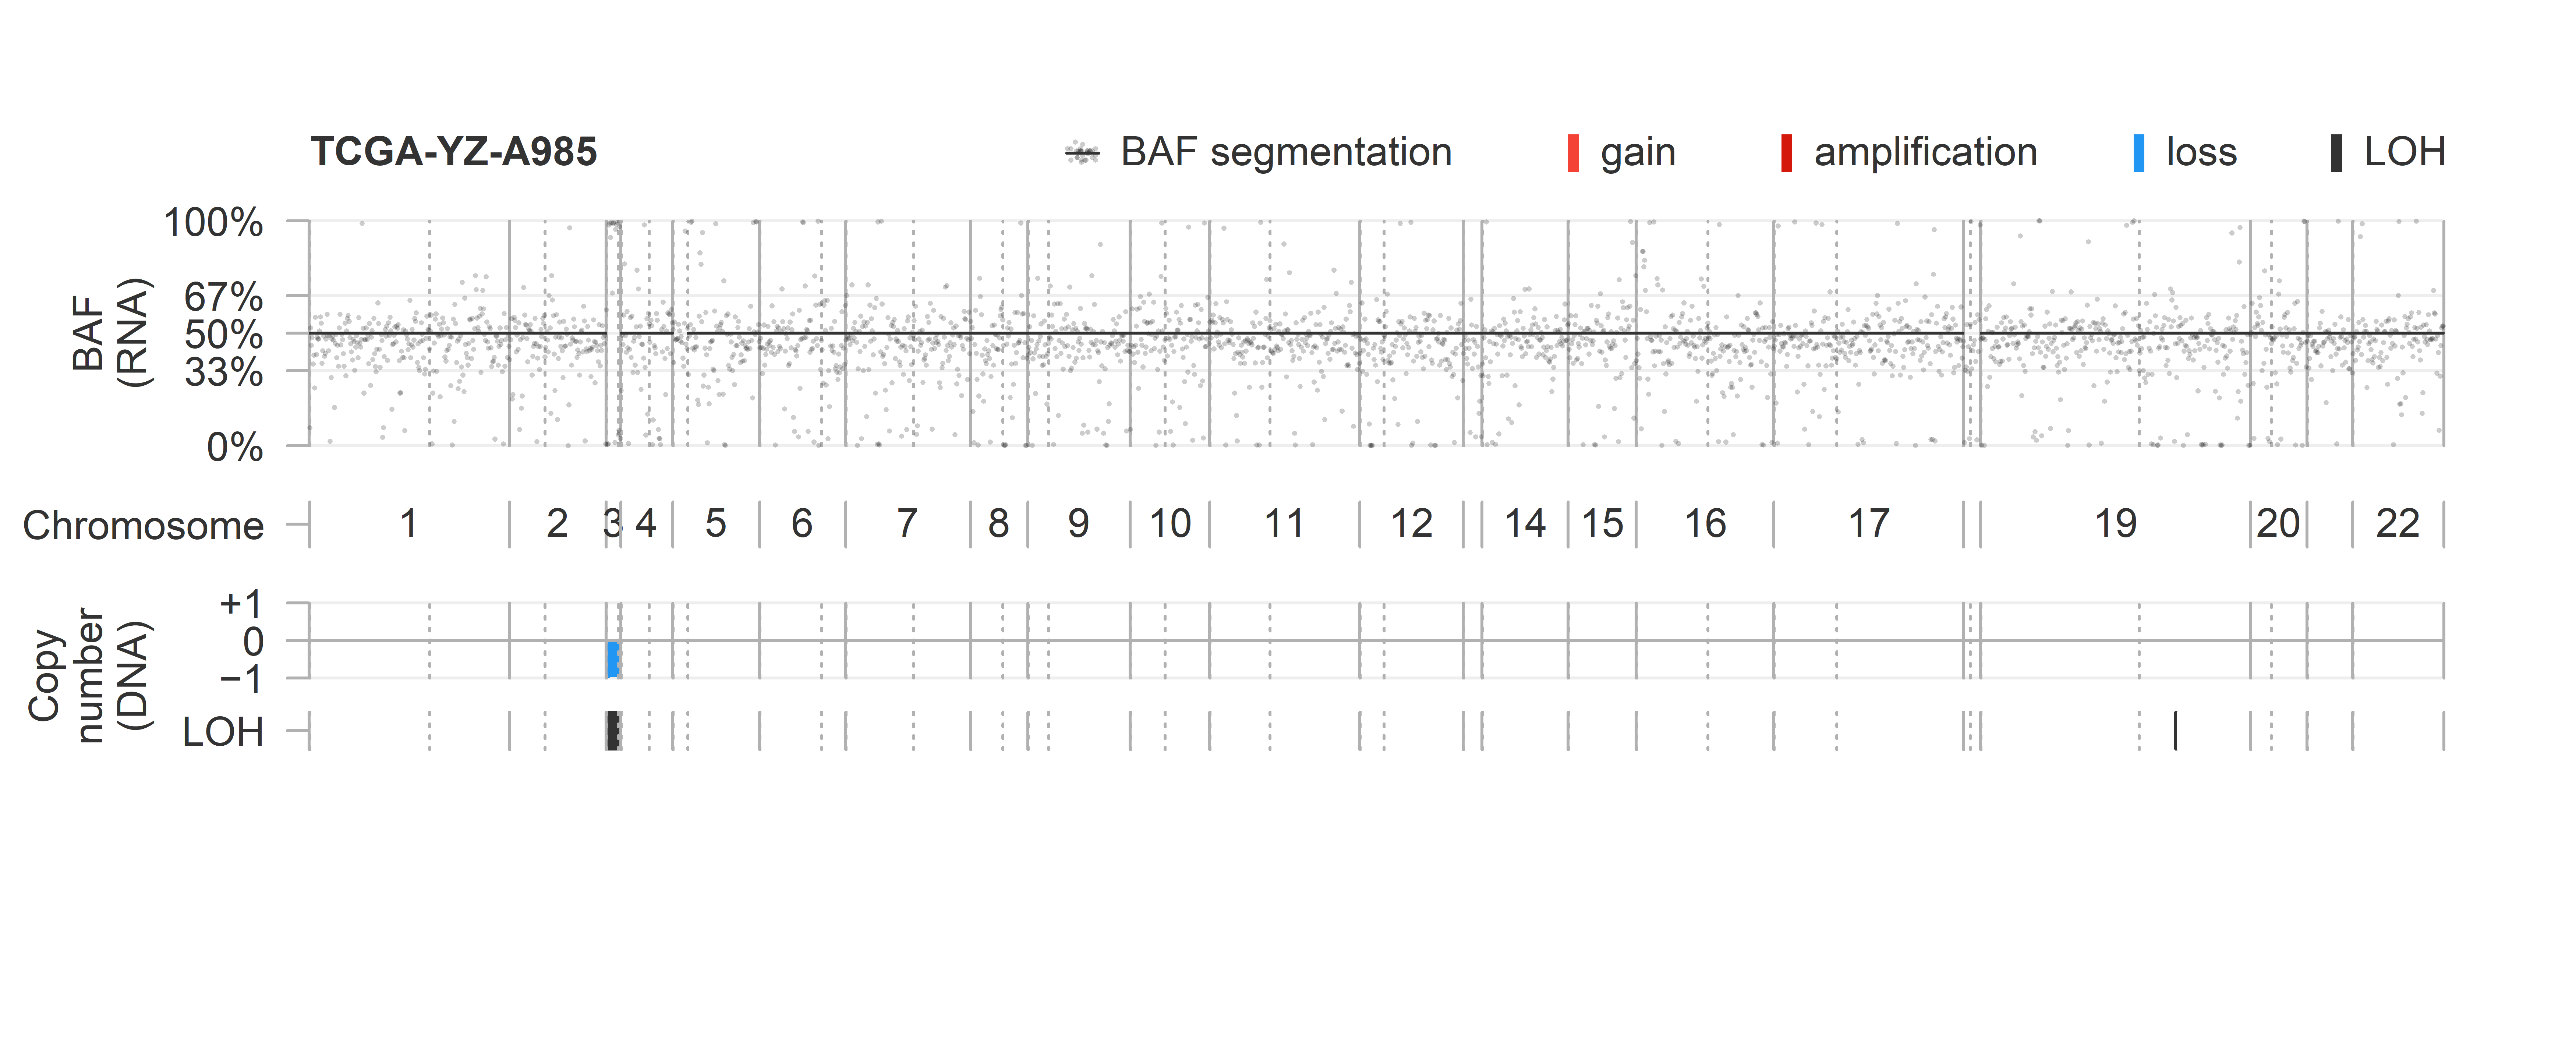 TCGA-YZ-A985
BAF segmentation
gain
amplification
loss
LOH
BAF
(RNA)
100%
67%
50%
33%
0%
Chromosome
1 2 3 4 5 6 7 8 9 10 11 12 14 15 16 17 19 20 22
Copy
number
(DNA)
+1
0
−1
LOH